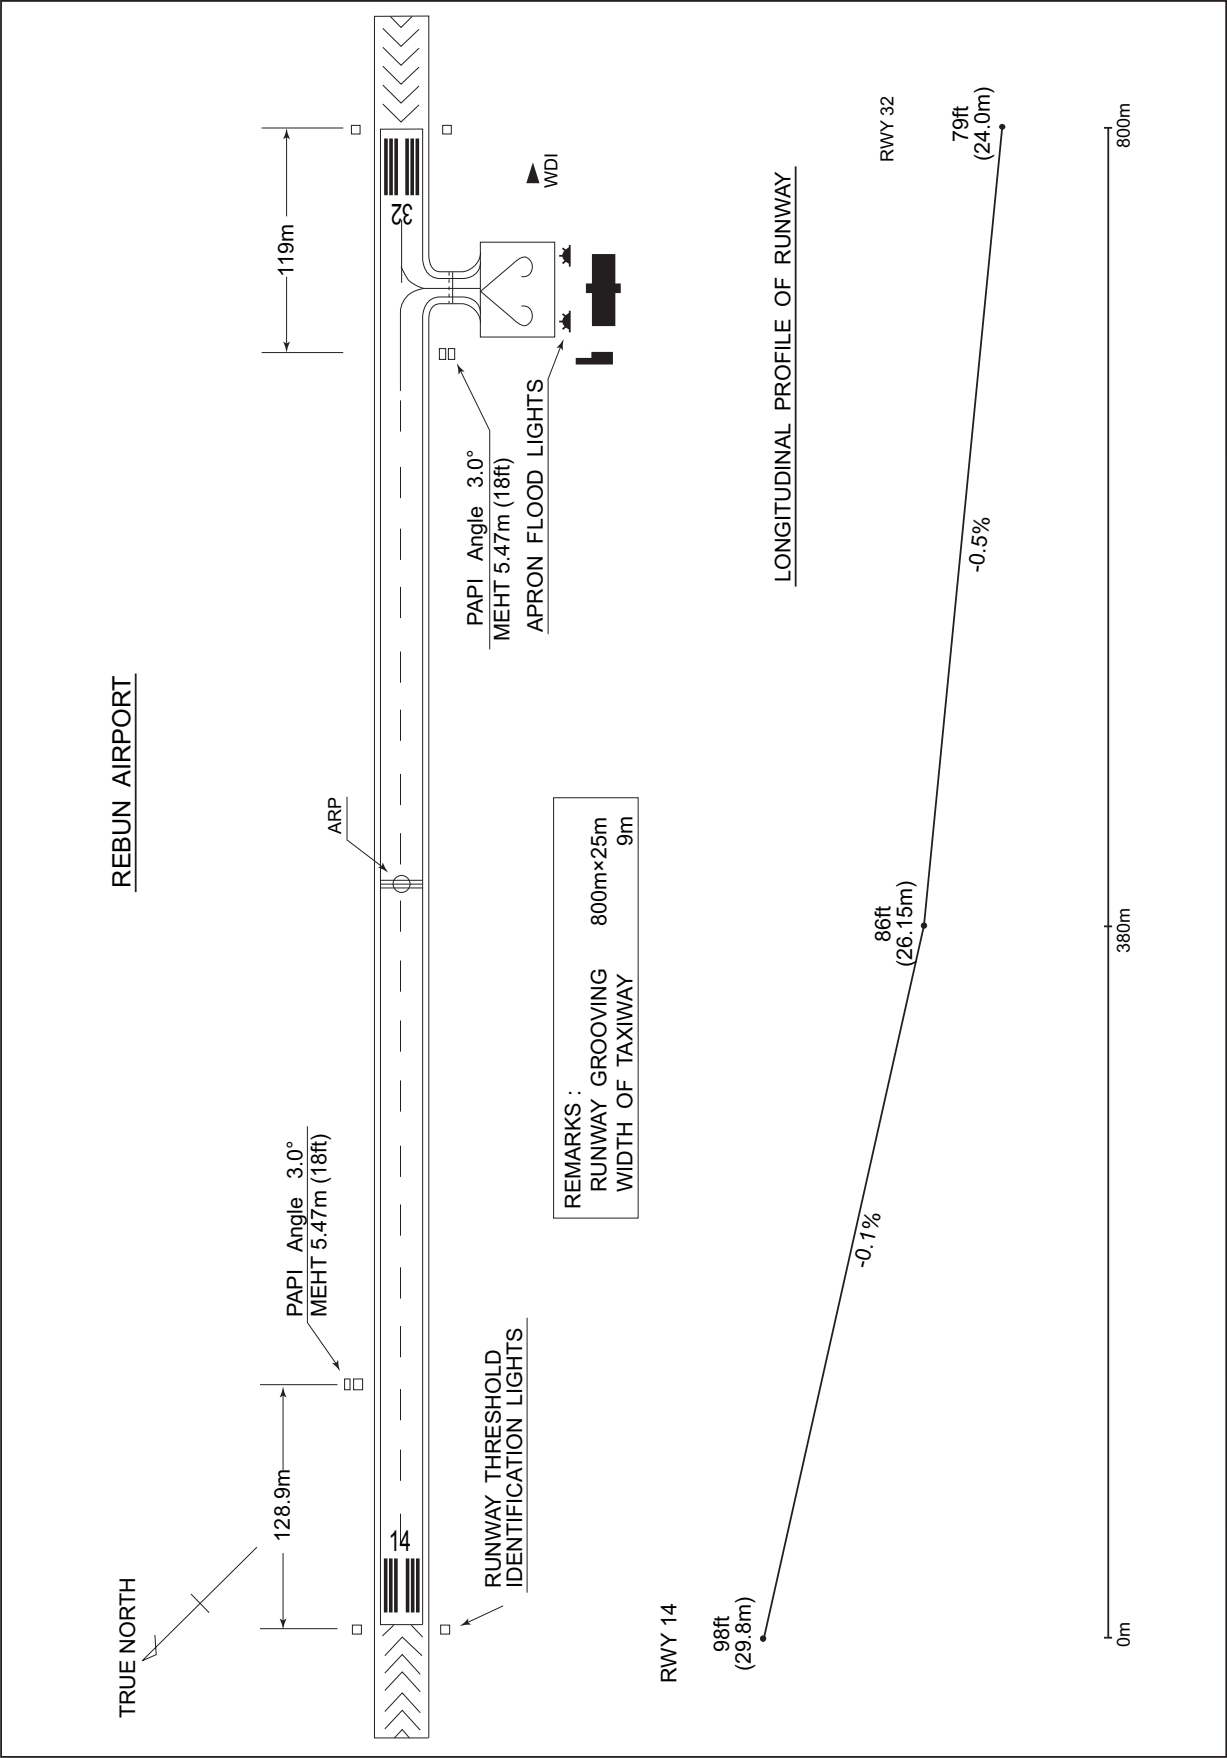 REBUN AIRPORT
TRUE NORTH
128.9m
PAPI Angle 3.0°
MEHT 5.47m (18ft)
ARP
119m
14
32
RUNWAY THRESHOLD
IDENTIFICATION LIGHTS
PAPI Angle 3.0°
MEHT 5.47m (18ft)
APRON FLOOD LIGHTS
WDI
REMARKS :
RUNWAY GROOVING 800m×25m
WIDTH OF TAXIWAY 9m
LONGITUDINAL PROFILE OF RUNWAY
RWY 14
RWY 32
98ft
(29.8m)
-0.1%
86ft
(26.15m)
-0.5%
79ft
(24.0m)
0m
380m
800m